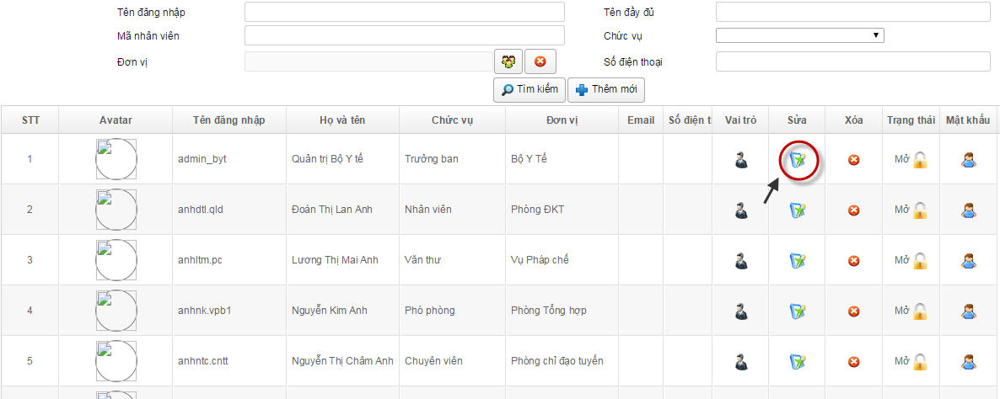 Tên đăng nhập Tên đầy đủ
Mã nhân viên Chức vụ
Đơn vị Số điện thoại
Tìm kiếm Thêm mới
STT Avatar Tên đăng nhập Họ và tên Chức vụ Đơn vị Email Số điện t Vai trò Sửa Xóa Trạng thái Mật khẩu
1 admin_byt Quản trị Bộ Y tế Trưởng ban Bộ Y Tế Mở
2 anhdtl.qld Đoàn Thị Lan Anh Nhân viên Phòng ĐKT Mở
3 anhltm.pc Lương Thị Mai Anh Văn thư Vụ Pháp chế Mở
4 anhnk.vpb1 Nguyễn Kim Anh Phó phòng Phòng Tổng hợp Mở
5 anhntc.cntt Nguyễn Thị Châm Anh Chuyên viên Phòng chỉ đạo tuyến Mở